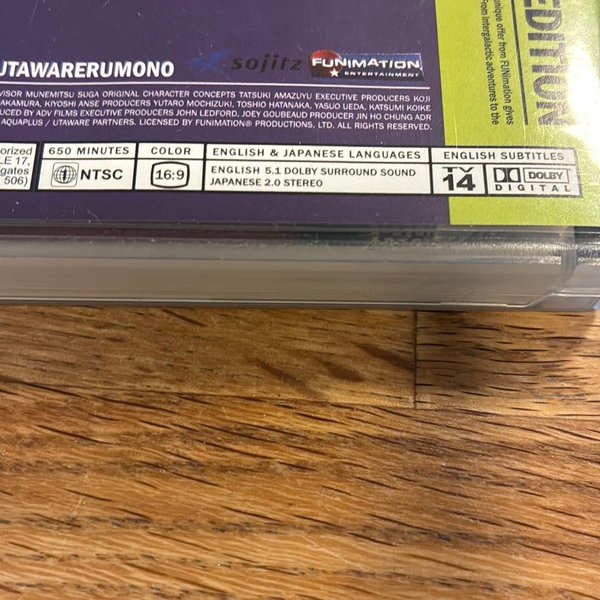 UTAWARERUMONO
sojitz
FUNIMATION
ENTERTAINMENT
VISOR MUNEMITSU SUGA ORIGINAL CHARACTER CONCEPTS TATSUKI AMAZUYU EXECUTIVE PRODUCERS KOJI
AKAMURA, KIYOSHI ANSE PRODUCERS YUTARO MOCHIZUKI, TOSHIO HATANAKA, YASUO UEDA, KATSUMI KOIKE
UCED BY ADV FILMS EXECUTIVE PRODUCERS JOHN LEDFORD, JOEY GOUBEAUD PRODUCER JIN HO CHUNG ADR
AQUAPLUS / UTAWARE PARTNERS. LICENSED BY FUNIMATION® PRODUCTIONS, LTD. ALL RIGHTS RESERVED.
orized
LE 17,
gates
506)
650 MINUTES
NTSC
COLOR
16:9
ENGLISH & JAPANESE LANGUAGES
ENGLISH 5.1 DOLBY SURROUND SOUND
JAPANESE 2.0 STEREO
ENGLISH SUBTITLES
TV
14
DOLBY
DIGITAL
EDITION
unique offer from FUNimation gives
From intergalactic adventures to the